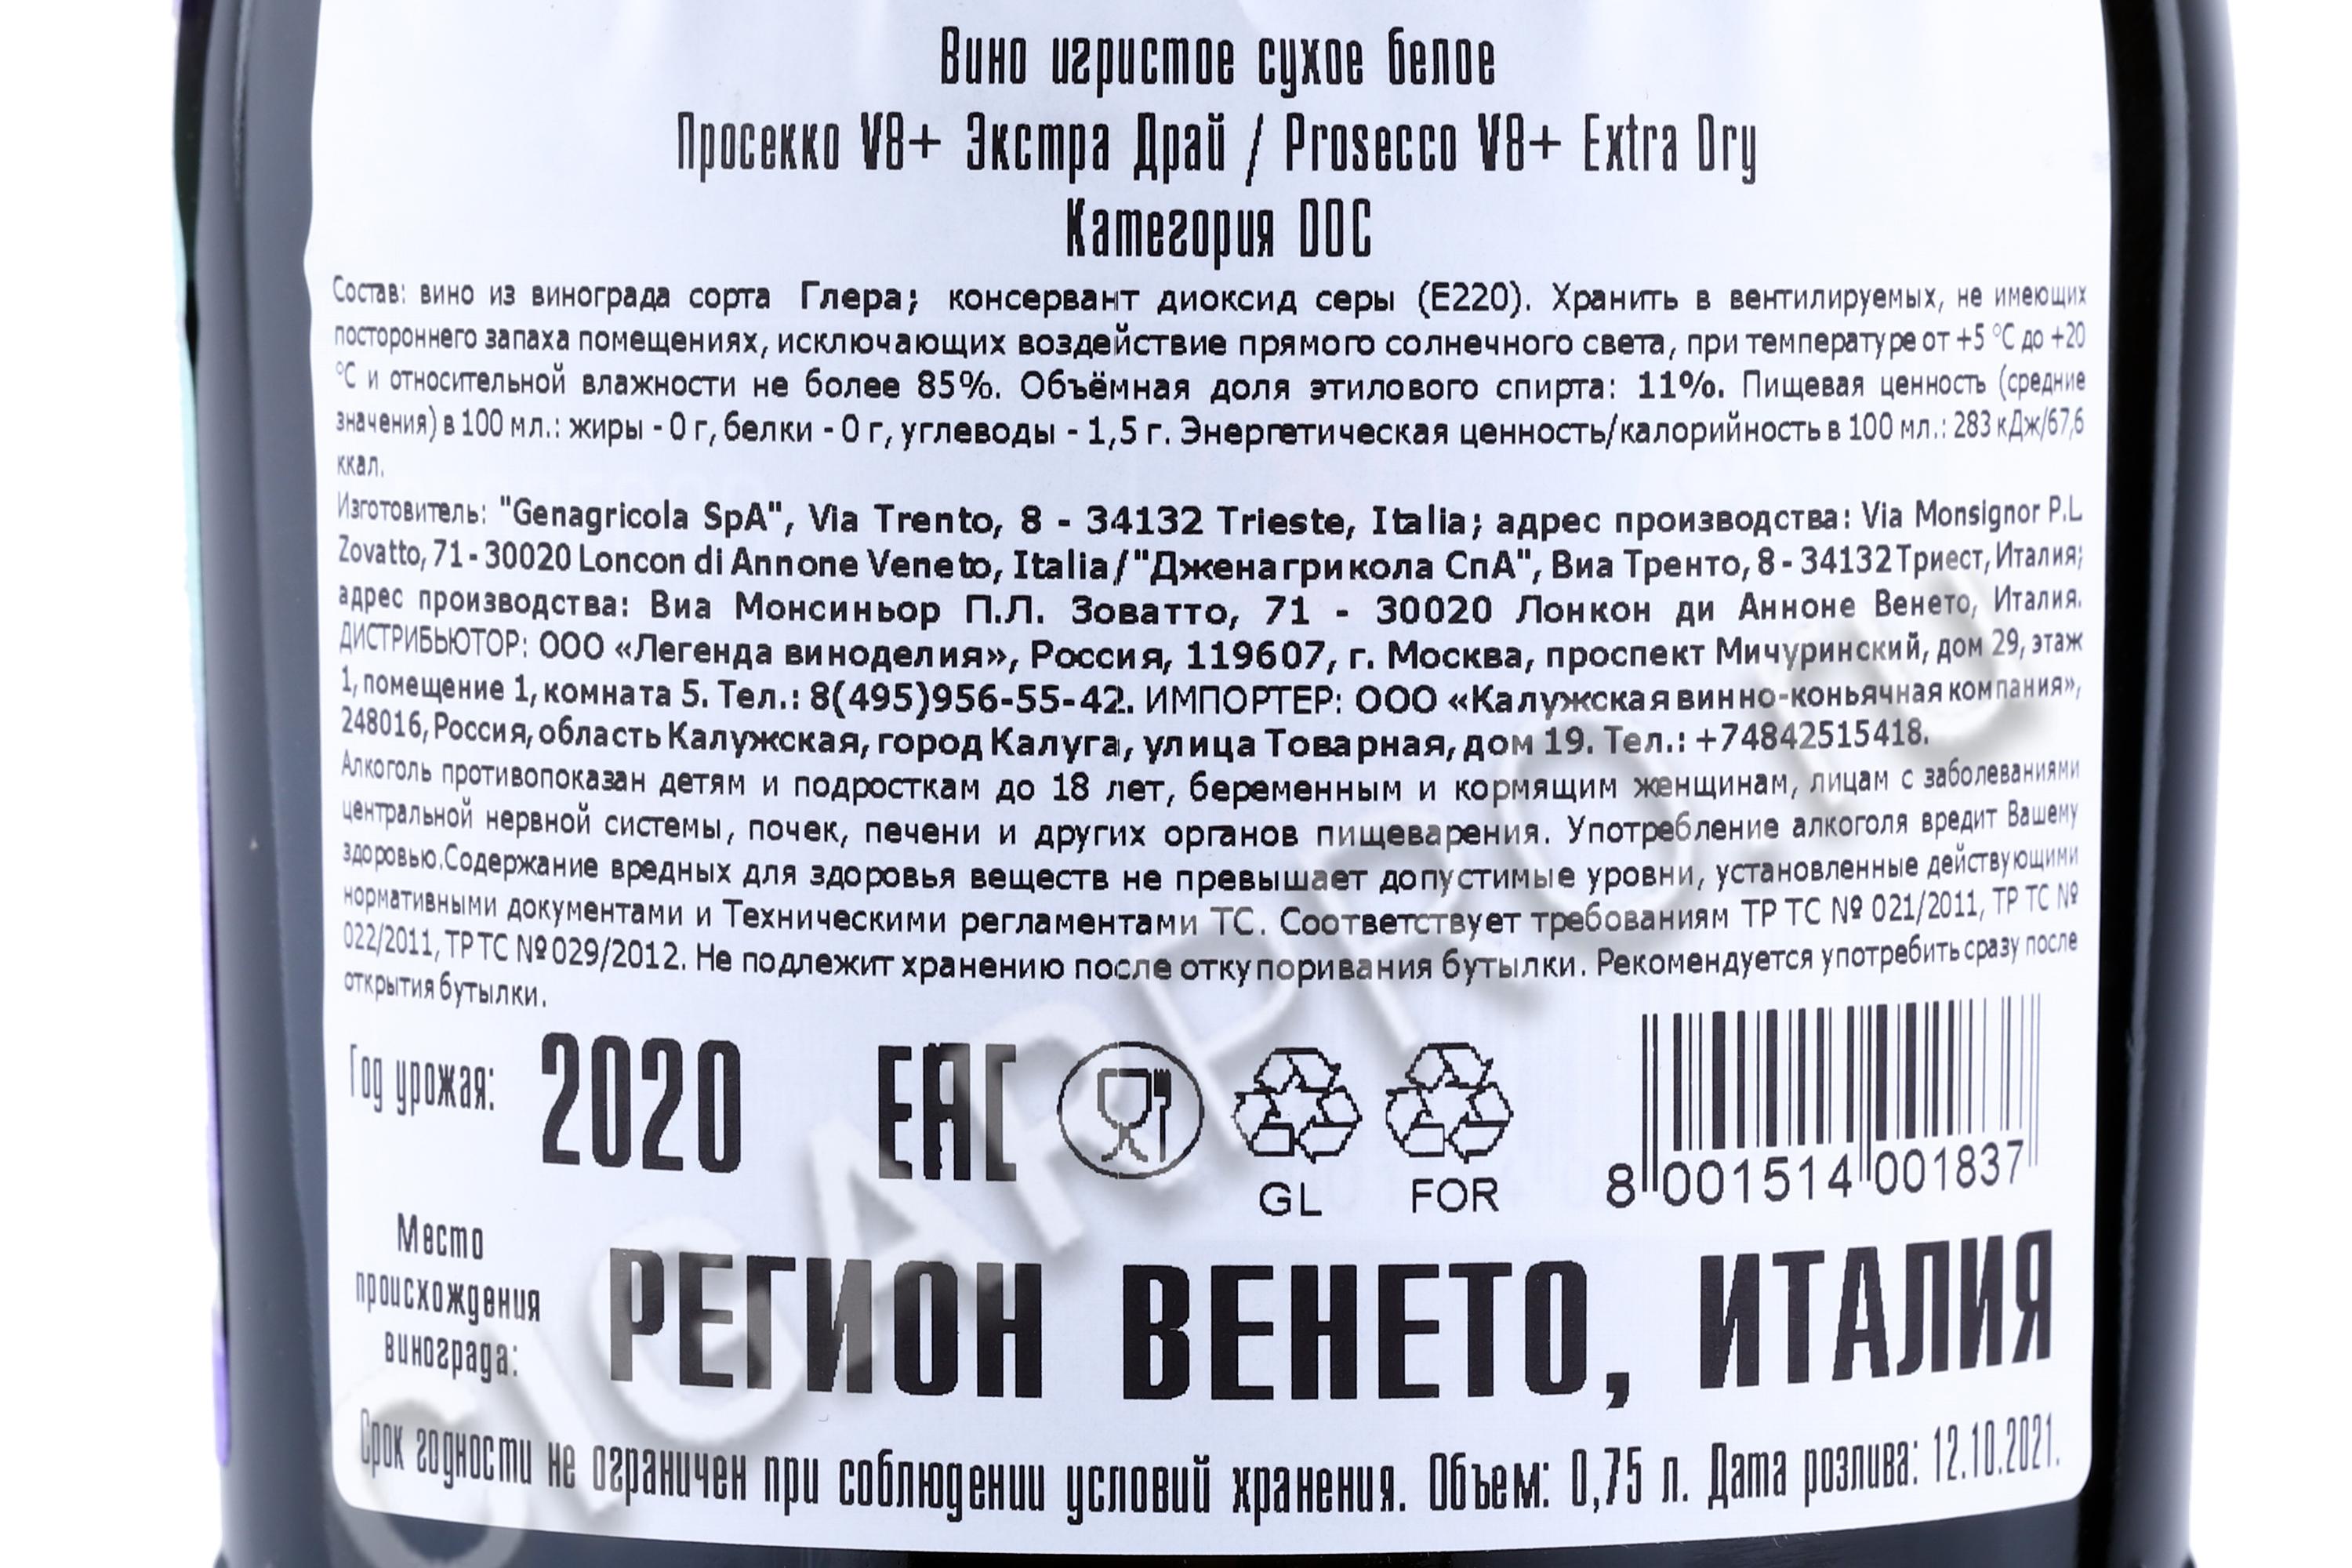 Вино игристое сухое белое
Просекко V8+ Экстра Драй / Prosecco V8+ Extra Dry
Категория DOC
Состав: вино из винограда сорта Глера; консервант диоксид серы (Е220). Хранить в вентилируемых, не имеющих
постороннего запаха помещениях, исключающих воздействие прямого солнечного света, при температуре от +5 °С до +20
°С и относительной влажности не более 85%. Объёмная доля этилового спирта: 11%. Пищевая ценность (средние
значения) в 100 мл.: жиры - 0 г, белки - 0 г, углеводы - 1,5 г. Энергетическая ценность/калорийность в 100 мл.: 283 кДж/67,6
ккал.
Изготовитель: "Genagricola SpA", Via Trento, 8 - 34132 Trieste, Italia; адрес производства: Via Monsignor P.L.
Zovatto, 71 - 30020 Loncon di Annone Veneto, Italia/"Дженагрикола СпА", Виа Тренто, 8 - 34132 Триест, Италия;
адрес производства: Виа Монсиньор П.Л. Зоватто, 71 - 30020 Лонкон ди Анноне Венето, Италия.
ДИСТРИБЬЮТОР: ООО «Легенда виноделия», Россия, 119607, г. Москва, проспект Мичуринский, дом 29, этаж
1, помещение 1, комната 5. Тел.: 8(495)956-55-42. ИМПОРТЕР: ООО «Калужская винно-коньячная компания»,
248016, Россия, область Калужская, город Калуга, улица Товарная, дом 19. Тел.: +74842515418.
Алкоголь противопоказан детям и подросткам до 18 лет, беременным и кормящим женщинам, лицам с заболеваниями
центральной нервной системы, почек, печени и других органов пищеварения. Употребление алкоголя вредит Вашему
здоровью.Содержание вредных для здоровья веществ не превышает допустимые уровни, установленные действующими
нормативными документами и Техническими регламентами ТС. Соответствует требованиям ТР ТС № 021/2011, ТР ТС №
022/2011, ТР ТС № 029/2012. Не подлежит хранению после откупоривания бутылки. Рекомендуется употребить сразу после
открытия бутылки.
Год урожая: 2020 EAC
GL FOR
8 001514 001837
Место
происхождения
винограда:
РЕГИОН ВЕНЕТО, ИТАЛИЯ
Срок годности не ограничен при соблюдении условий хранения. Объем: 0,75 л. Дата розлива: 12.10.2021.
CIGARPRO.ru